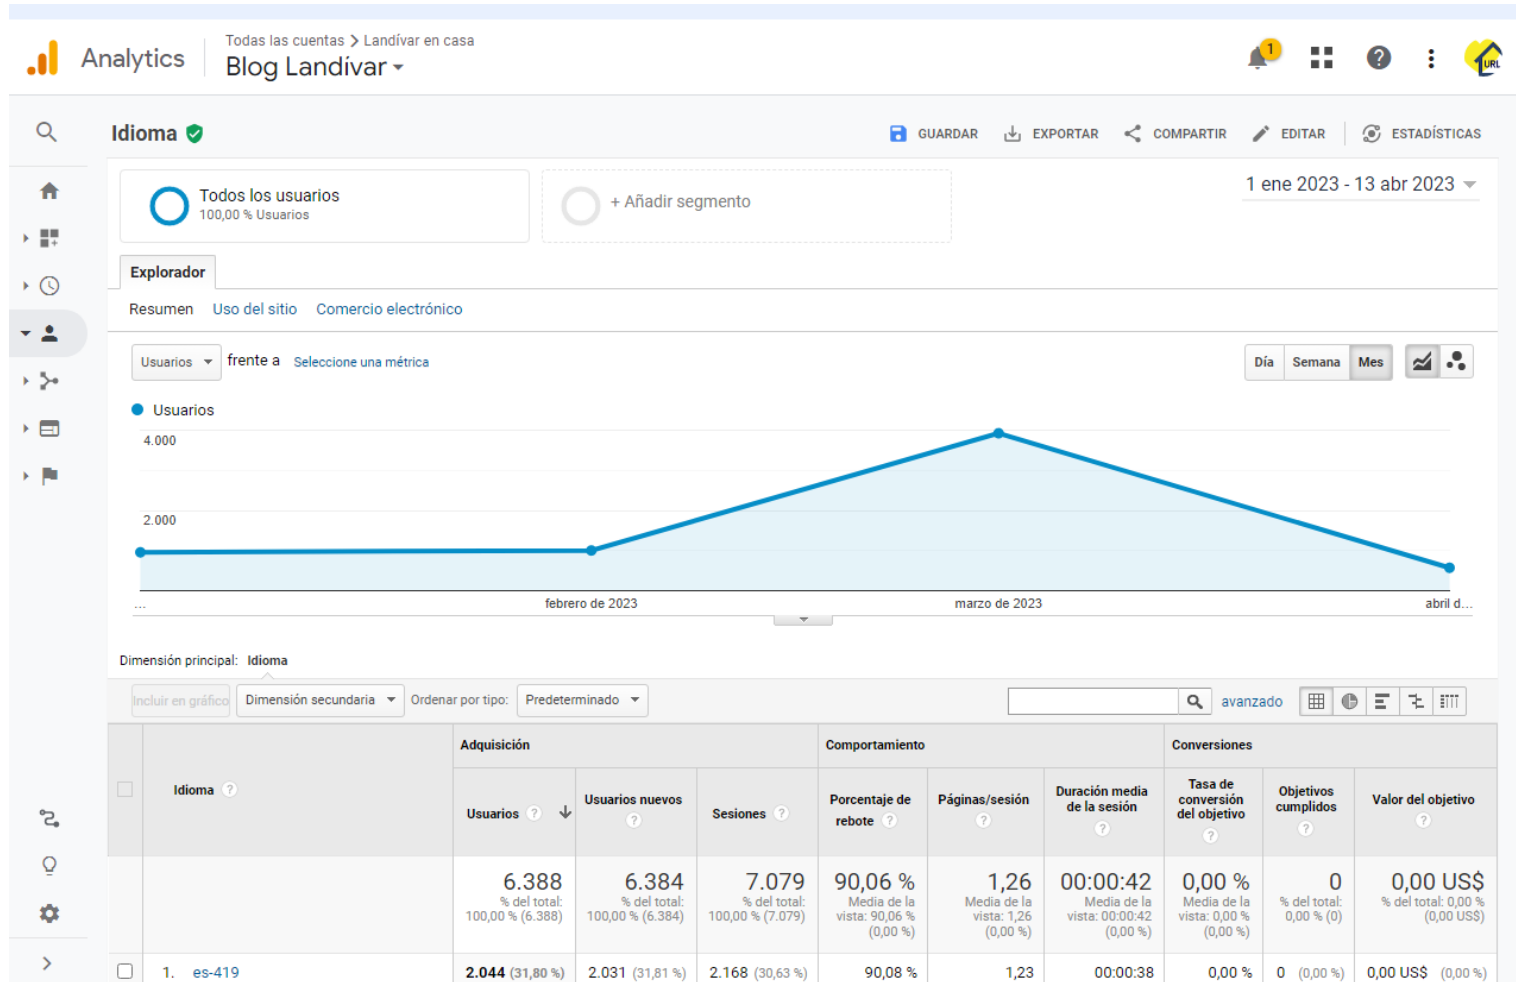 Analytics
Todas las cuentas > Landívar en casa
Blog Landívar
1
URL
Idioma
GUARDAR
EXPORTAR
COMPARTIR
EDITAR
ESTADÍSTICAS
Todos los usuarios
100,00 % Usuarios
+ Añadir segmento
1 ene 2023 - 13 abr 2023
Explorador
Resumen Uso del sitio Comercio electrónico
Usuarios frente a Seleccione una métrica
Día Semana Mes
Usuarios
4.000
2.000
... febrero de 2023 marzo de 2023 abril d...
Dimensión principal: Idioma
Incluir en gráfico Dimensión secundaria Ordenar por tipo: Predeterminado avanzado
Adquisición Comportamiento Conversiones
Idioma ?
Usuarios ?
Usuarios nuevos ?
Sesiones ?
Porcentaje de rebote ?
Páginas/sesión ?
Duración media de la sesión ?
Tasa de conversión del objetivo ?
Objetivos cumplidos ?
Valor del objetivo ?
6.388
% del total:
100,00 % (6.388)
6.384
% del total:
100,00 % (6.384)
7.079
% del total:
100,00 % (7.079)
90,06 %
Media de la
vista: 90,06 %
(0,00 %)
1,26
Media de la
vista: 1,26
(0,00 %)
00:00:42
Media de la
vista: 00:00:42
(0,00 %)
0,00 %
Media de la
vista: 0,00 %
(0,00 %)
0
% del total:
0,00 % (0)
0,00 US$
% del total: 0,00 %
(0,00 US$)
1. es-419 2.044 (31,80 %) 2.031 (31,81 %) 2.168 (30,63 %) 90,08 % 1,23 00:00:38 0,00 % 0 (0,00 %) 0,00 US$ (0,00 %)